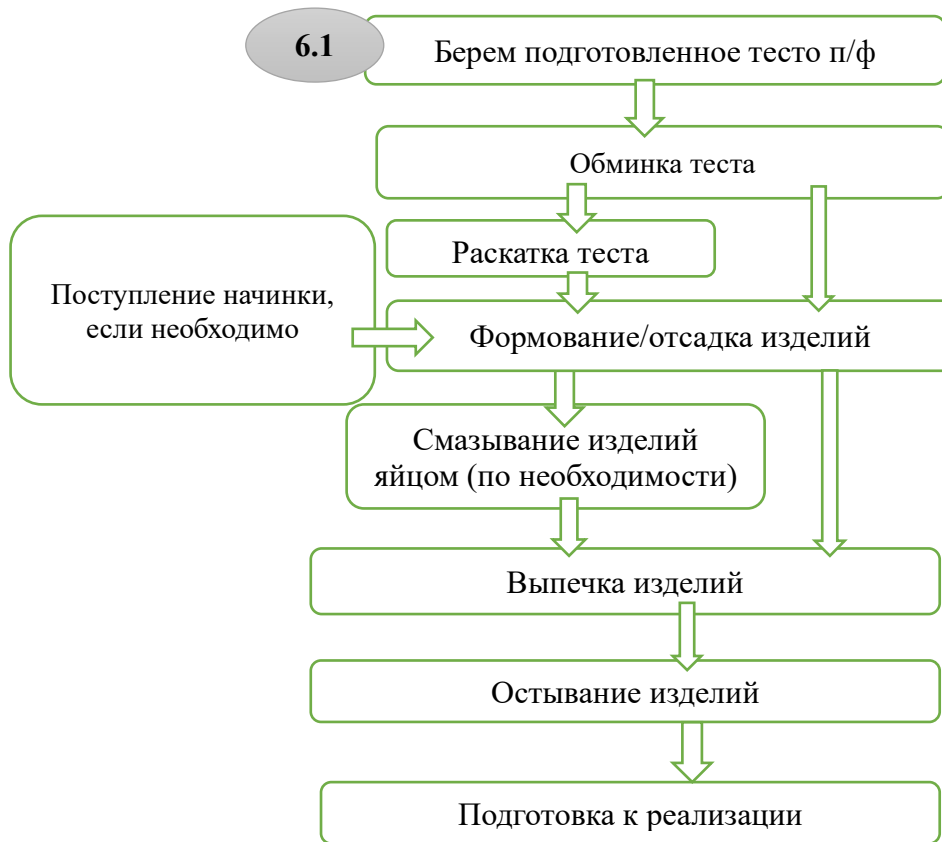 6.1
Берем подготовленное тесто п/ф
Обминка теста
Раскатка теста
Поступление начинки,
если необходимо
Формование/отсадка изделий
Смазывание изделий
яйцом (по необходимости)
Выпечка изделий
Остывание изделий
Подготовка к реализации